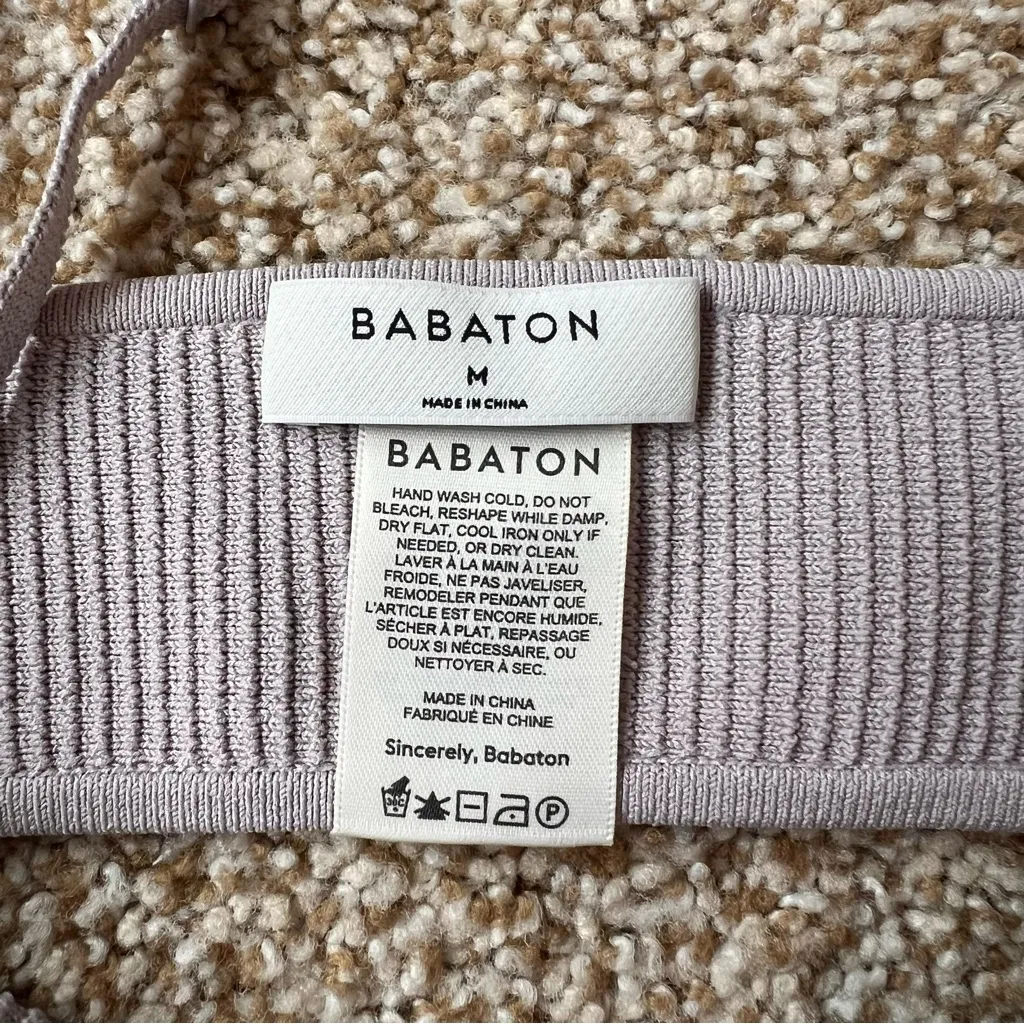 BABATON
M
MADE IN CHINA
BABATON
HAND WASH COLD, DO NOT
BLEACH, RESHAPE WHILE DAMP,
DRY FLAT, COOL IRON ONLY IF
NEEDED, OR DRY CLEAN.
LAVER À LA MAIN À L'EAU
FROIDE, NE PAS JAVELISER,
REMODELER PENDANT QUE
L'ARTICLE EST ENCORE HUMIDE,
SÉCHER À PLAT, REPASSAGE
DOUX SI NÉCESSAIRE, OU
NETTOYER À SEC.
MADE IN CHINA
FABRIQUÉ EN CHINE
Sincerely, Babaton
30C P